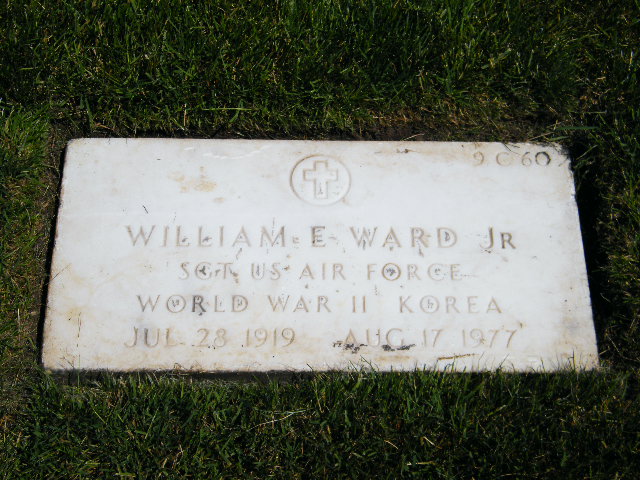 9 C 60
WILLIAM E WARD JR
SGT US AIR FORCE
WORLD WAR II KOREA
JUL 28 1919 AUG 17 1977